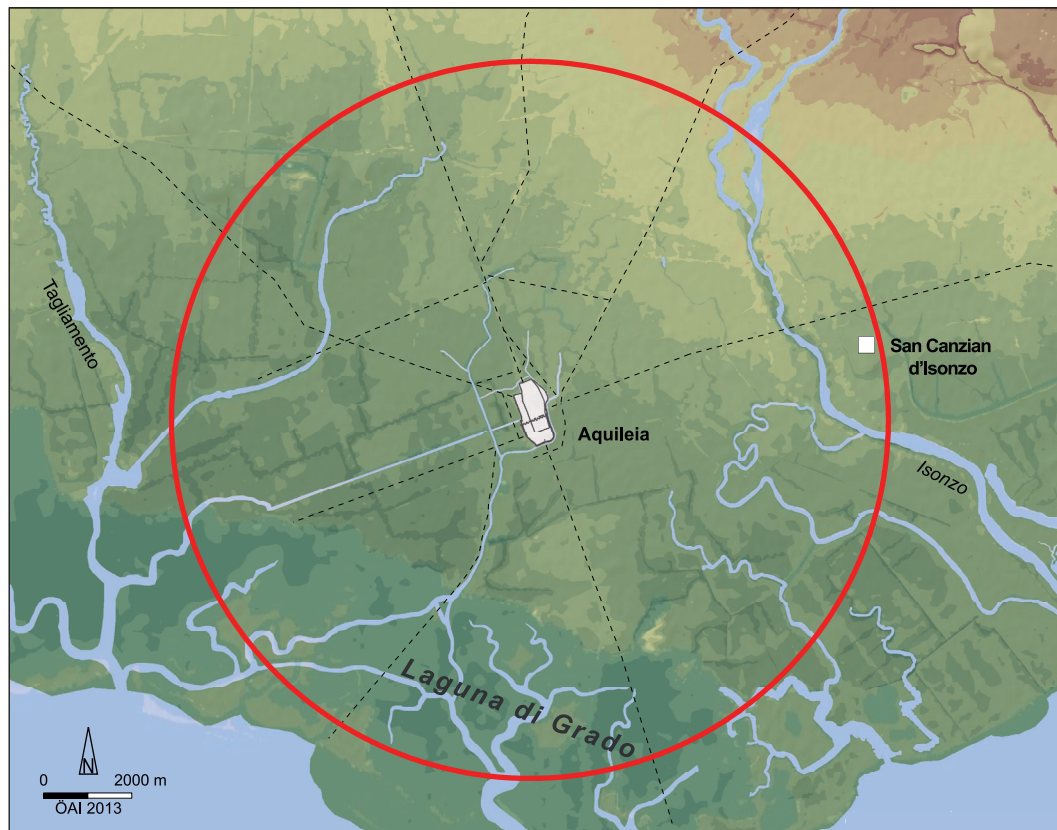 Tagliamento
San Canzian
d'Isonzo
Aquileia
Isonzo
Laguna di Grado
N
0 2000 m
ÖAI 2013